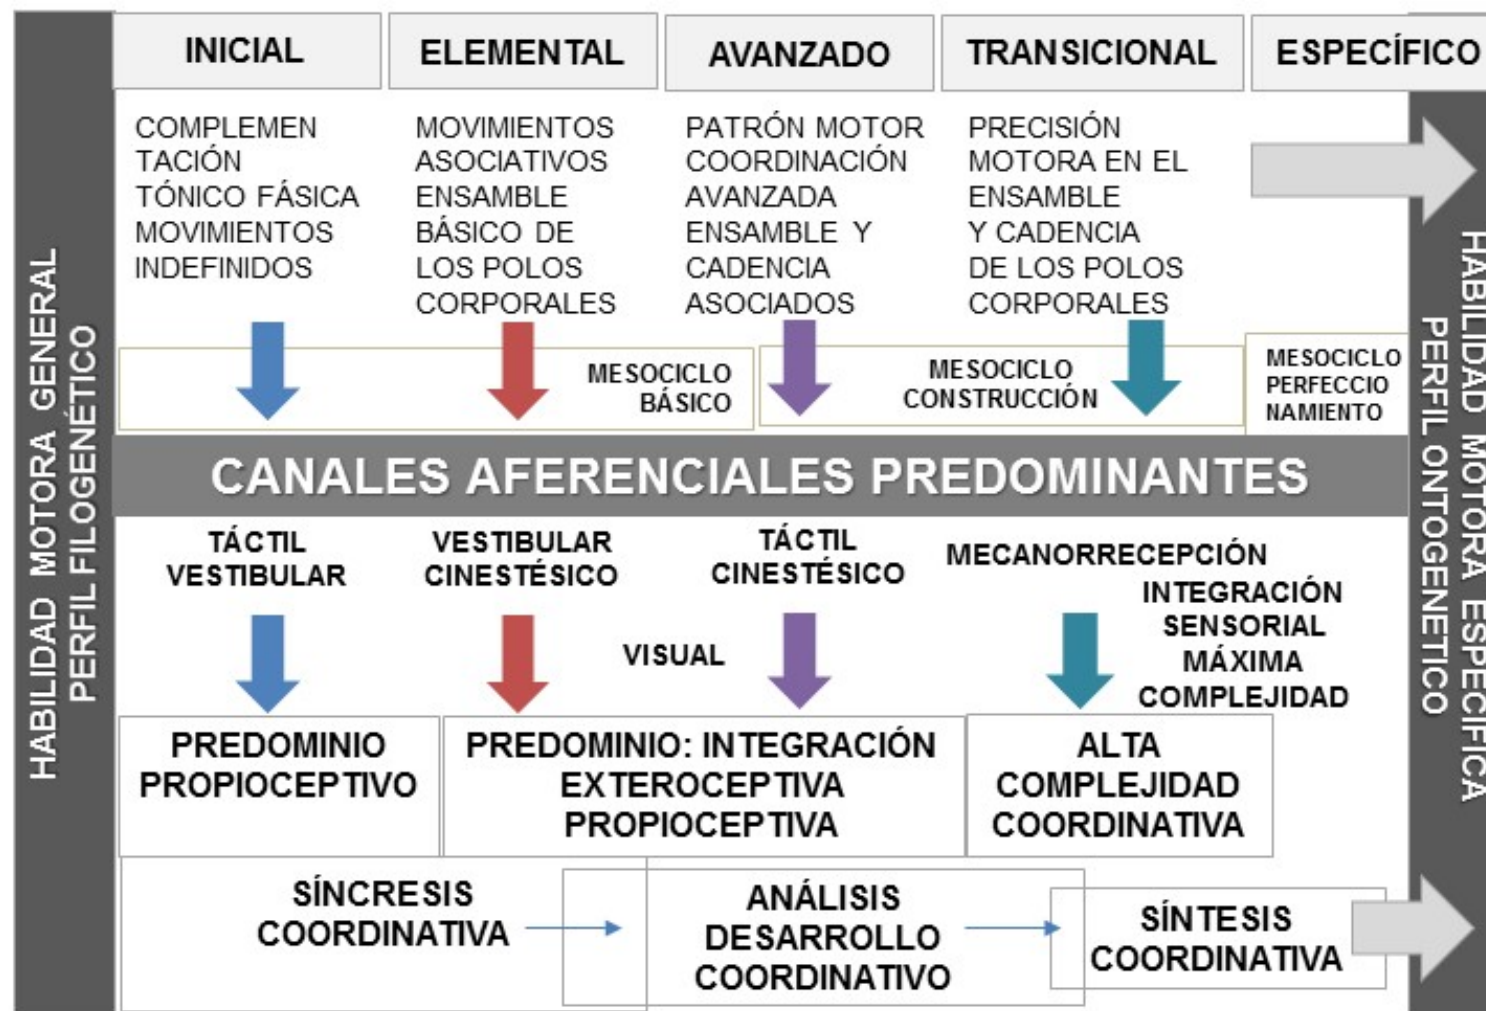 INICIAL
ELEMENTAL
AVANZADO
TRANSICIONAL
ESPECÍFICO
COMPLEMEN
TACIÓN
TÓNICO FÁSICA
MOVIMIENTOS
INDEFINIDOS
MOVIMIENTOS
ASOCIATIVOS
ENSAMBLE
BÁSICO DE
LOS POLOS
CORPORALES
PATRÓN MOTOR
COORDINACIÓN
AVANZADA
ENSAMBLE Y
CADENCIA
ASOCIADOS
PRECISIÓN
MOTORA EN EL
ENSAMBLE
Y CADENCIA
DE LOS POLOS
CORPORALES
HABILIDAD MOTORA GENERAL
PERFIL FILOGENÉTICO
MESOCICLO
BÁSICO
MESOCICLO
CONSTRUCCIÓN
MESOCICLO
PERFECCIO
NAMIENTO
HABILIDAD MOTORA ESPECÍFICA
PERFIL ONTOGENETICO
CANALES AFERENCIALES PREDOMINANTES
TÁCTIL
VESTIBULAR
VESTIBULAR
CINESTÉSICO
VISUAL
TÁCTIL
CINESTÉSICO
MECANORRECEPCIÓN
INTEGRACIÓN
SENSORIAL
MÁXIMA
COMPLEJIDAD
PREDOMINIO
PROPIOCEPTIVO
PREDOMINIO: INTEGRACIÓN
EXTEROCEPTIVA
PROPIOCEPTIVA
ALTA
COMPLEJIDAD
COORDINATIVA
SÍNCRESIS
COORDINATIVA
ANÁLISIS
DESARROLLO
COORDINATIVO
SÍNTESIS
COORDINATIVA